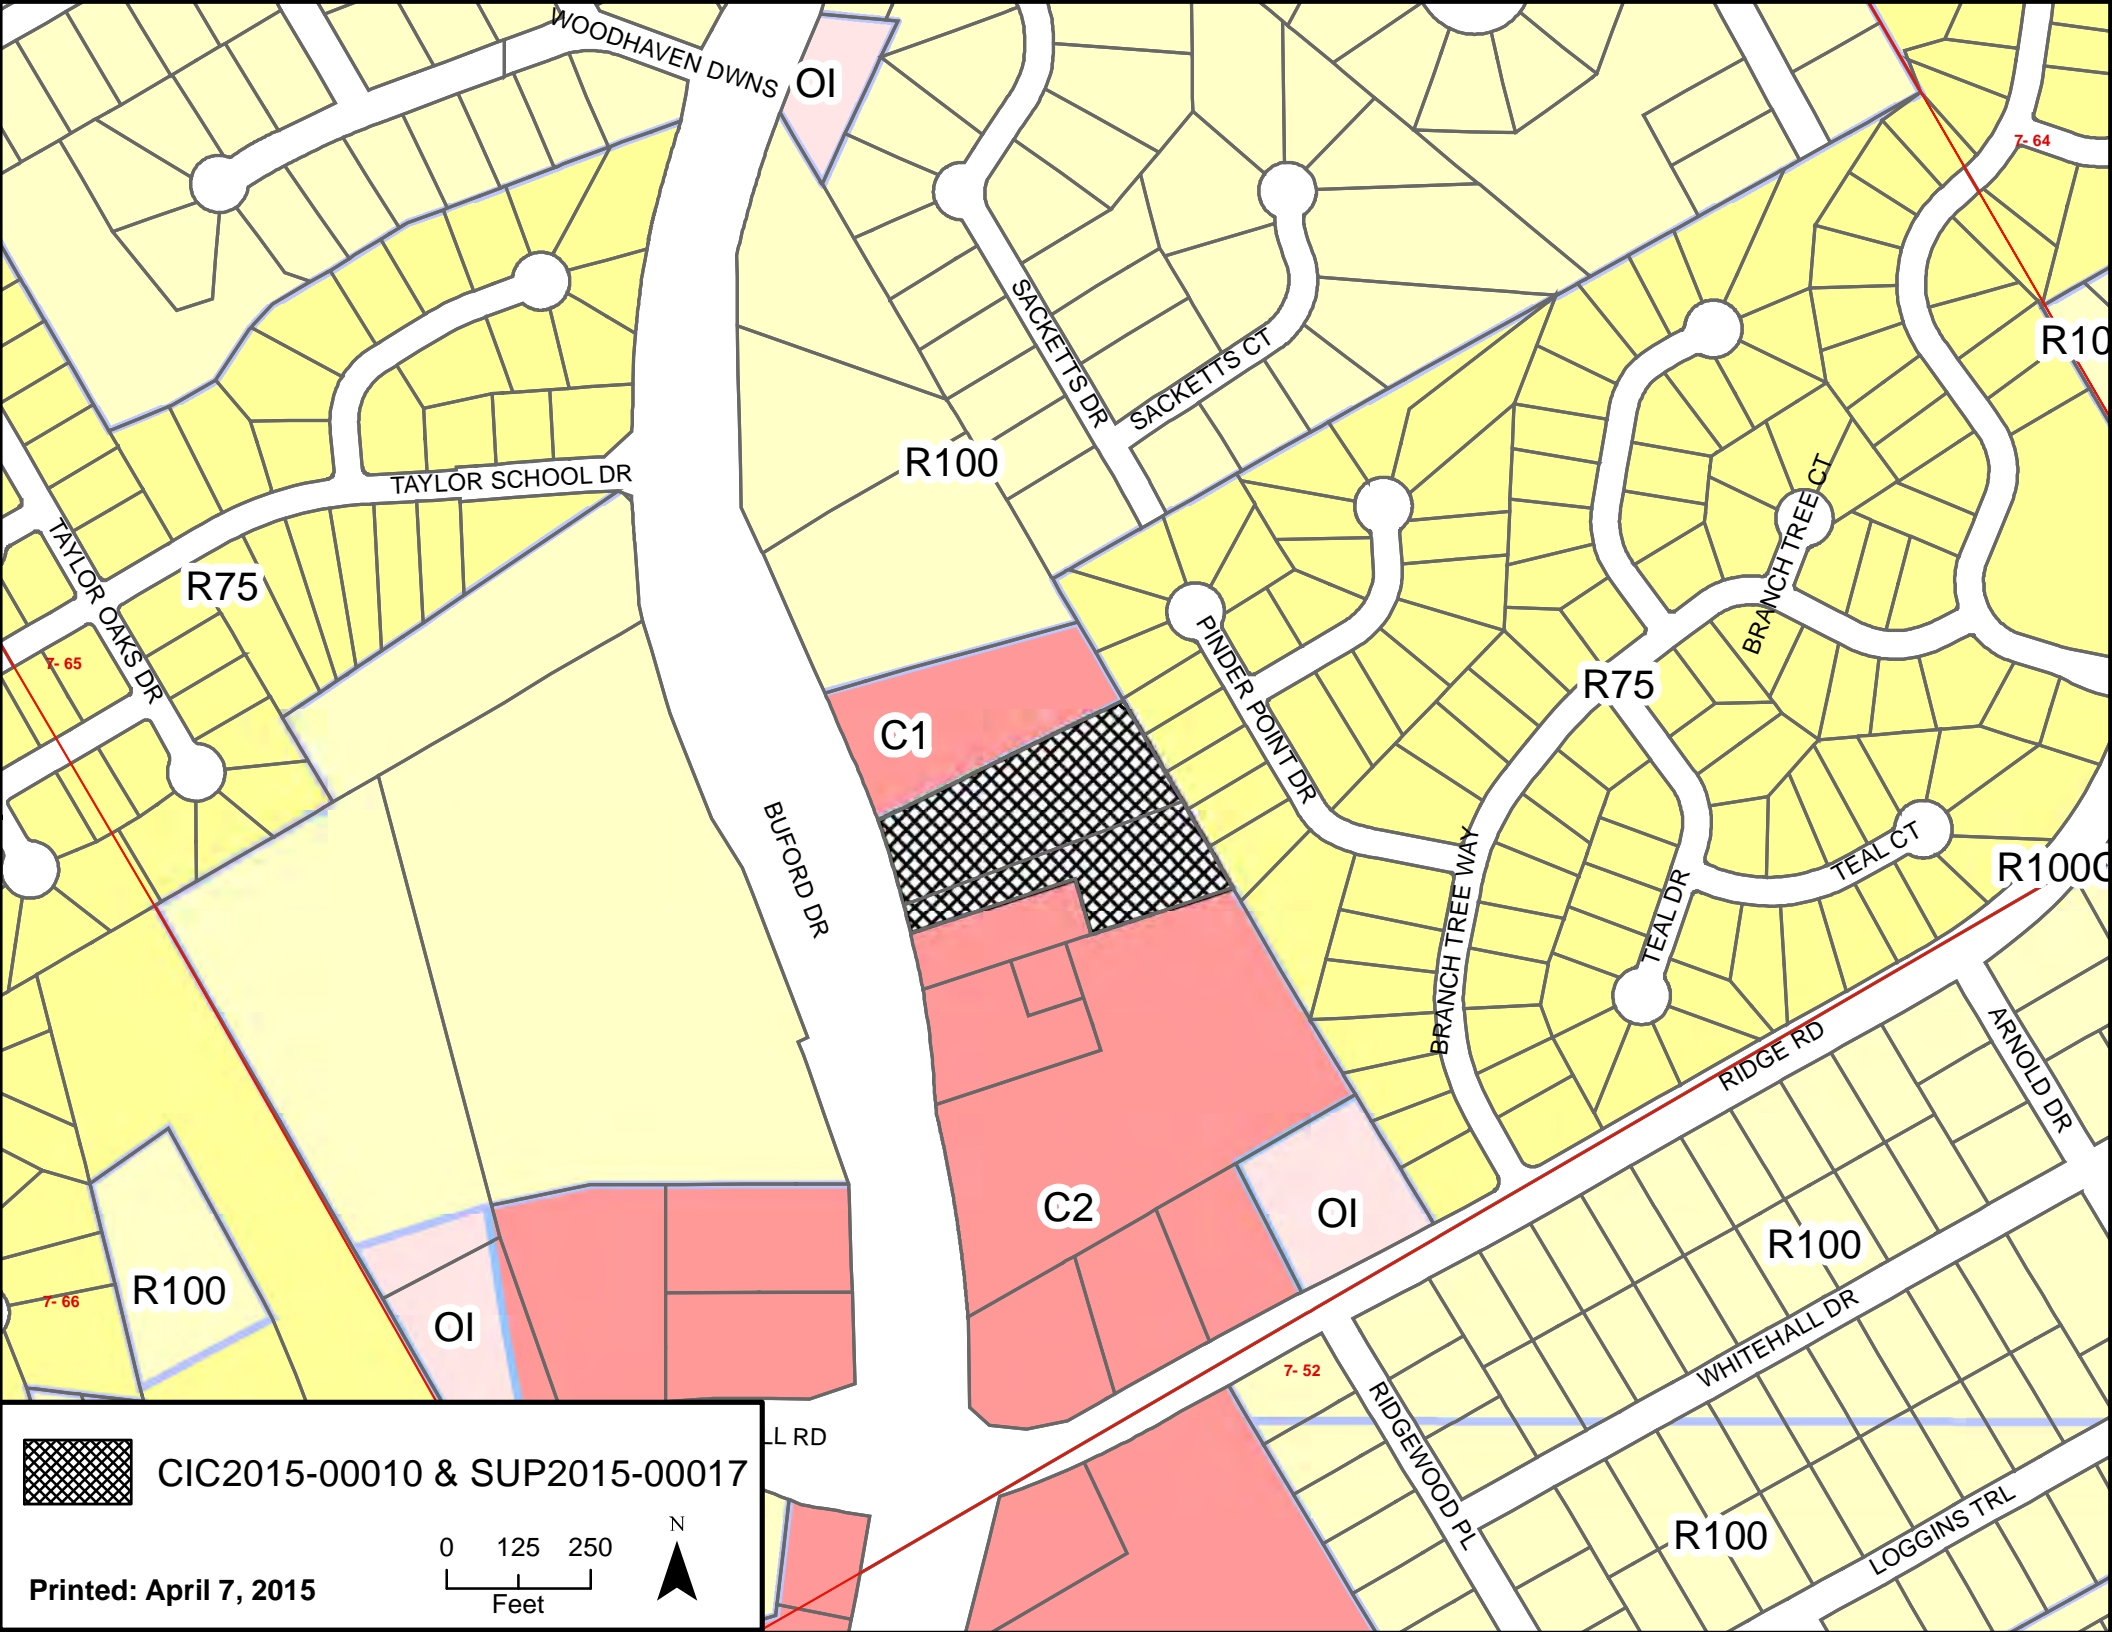 WOODHAVEN DWNS
OI
7- 64
SACKETTS DR
SACKETTS CT
R10
R100
TAYLOR SCHOOL DR
BRANCH TREE CT
TAYLOR OAKS DR
R75
7- 65
PINDER POINT DR
R75
C1
BUFORD DR
BRANCH TREE WAY
TEAL DR
TEAL CT
R100
RIDGE RD
ARNOLD DR
C2
OI
R100
R100
7- 66
OI
WHITEHALL DR
7- 52
RIDGEWOOD PL
LL RD
R100
LOGGINS TRL
CIC2015-00010 & SUP2015-00017
N
0 125 250
Feet
Printed: April 7, 2015